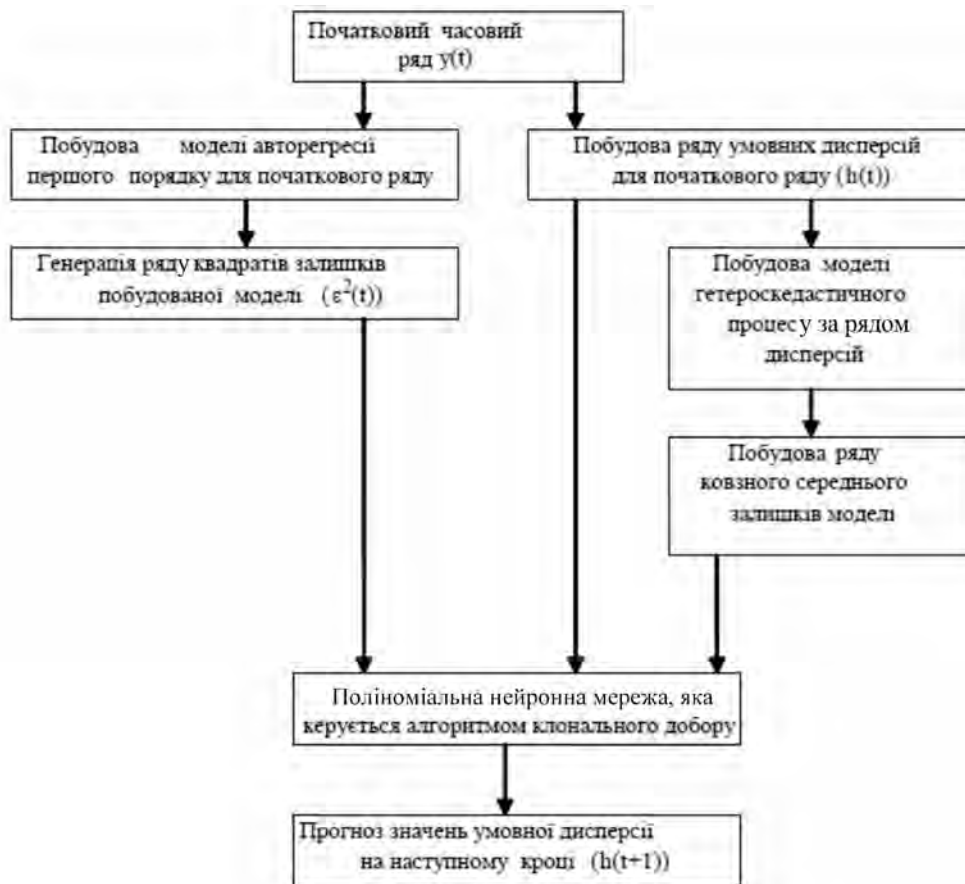 Початковий часовий
ряд y(t)
Побудова моделі авторегресії
першого порядку для початкового ряду
Побудова ряду умовних дисперсій
для початкового ряду (h(t))
Генерація ряду квадратів залишків
побудованої моделі (ε²(t))
Побудова моделі
гетероскедастичного
процесу за рядом
дисперсій
Побудова ряду
ковзного середнього
залишків моделі
Поліноміальна нейронна мережа, яка
керується алгоритмом клонального добору
Прогноз значень умовної дисперсії
на наступному кроці (h(t+1))